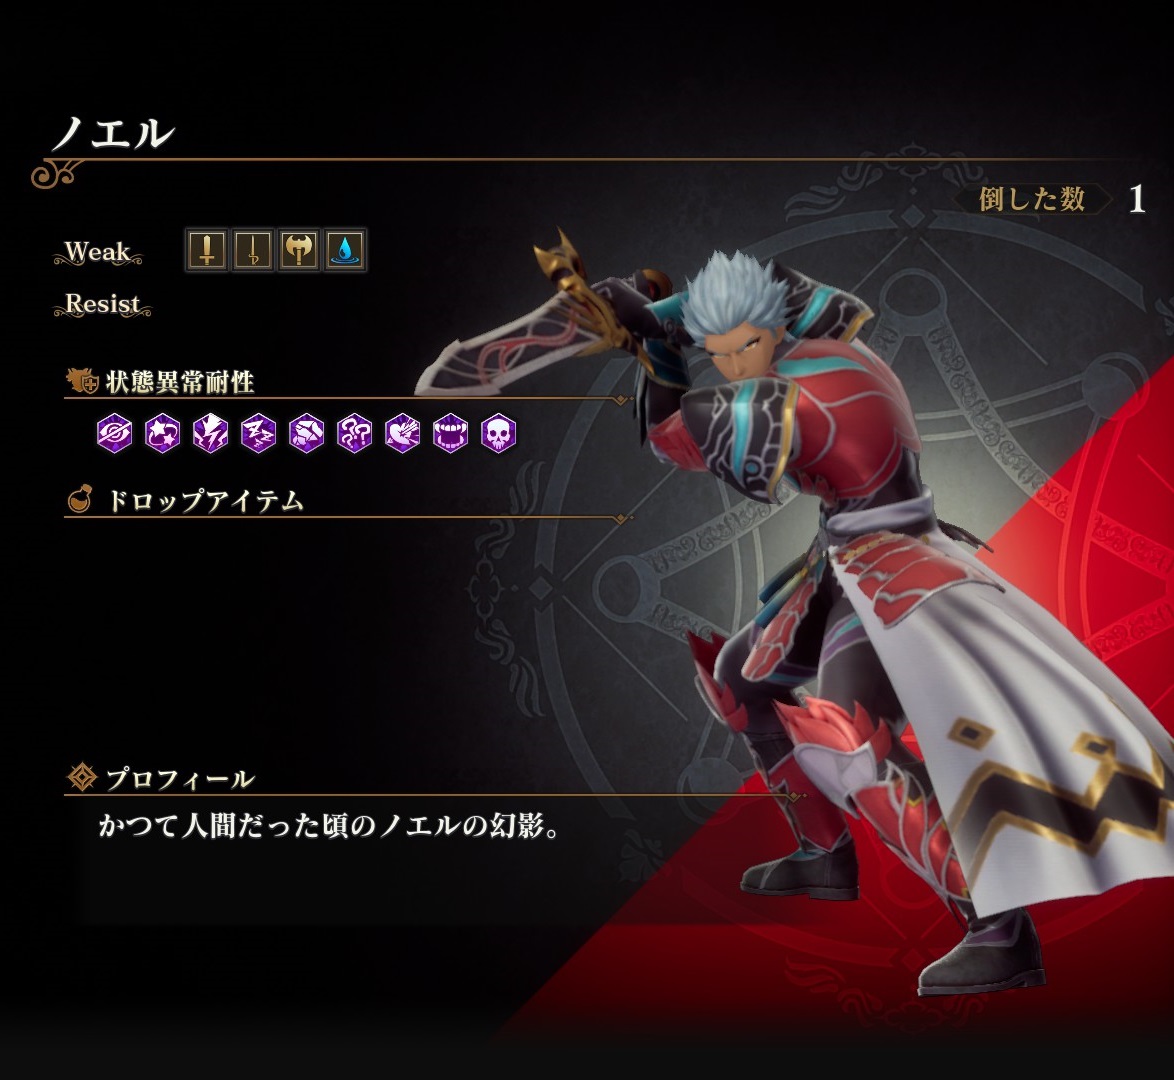 ノエル
倒した数 1
Weak
Resist
状態異常耐性
ドロップアイテム
プロフィール
かつて人間だった頃のノエルの幻影。